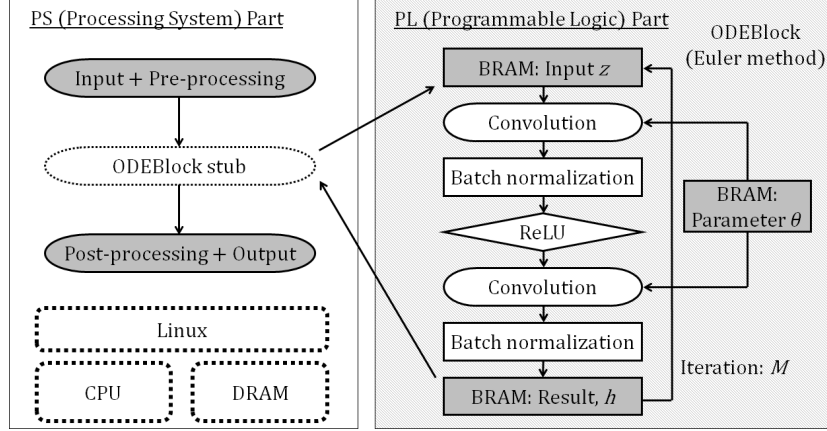 PS (Processing System) Part
Input + Pre-processing
ODEBlock stub
Post-processing + Output
Linux
CPU
DRAM
PL (Programmable Logic) Part
ODEBlock
(Euler method)
BRAM: Input z
Convolution
Batch normalization
ReLU
Convolution
Batch normalization
BRAM: Result, h
BRAM:
Parameter θ
Iteration: M